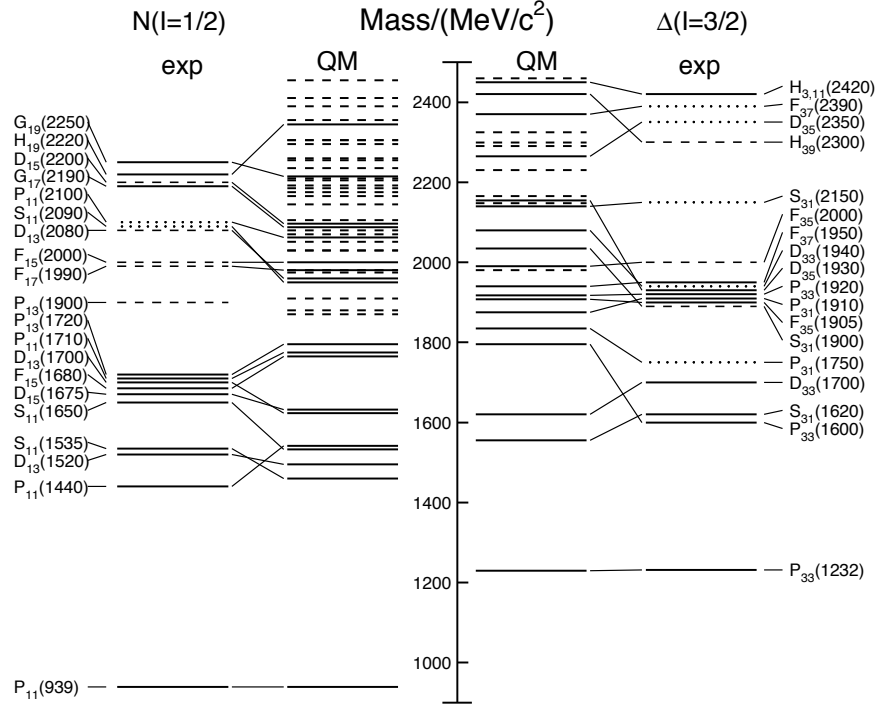 N(I=1/2) Mass/(MeV/c²) Δ(I=3/2)
exp QM QM exp
G₁₉(2250)
H₁₉(2220)
D₁₅(2200)
G₁₇(2190)
P₁₁(2100)
S₁₁(2090)
D₁₃(2080)
F₁₅(2000)
F₁₇(1990)
P₁₃(1900)
P₁₃(1720)
P₁₁(1710)
D₁₃(1700)
F₁₅(1680)
D₁₅(1675)
S₁₁(1650)
S₁₁(1535)
D₁₃(1520)
P₁₁(1440)
P₁₁(939)
2400
2200
2000
1800
1600
1400
1200
1000
H₃,₁₁(2420)
F₃₇(2390)
D₃₅(2350)
H₃₉(2300)
S₃₁(2150)
F₃₅(2000)
F₃₇(1950)
D₃₃(1940)
D₃₅(1930)
P₃₃(1920)
P₃₁(1910)
F₃₅(1905)
S₃₁(1900)
P₃₁(1750)
D₃₃(1700)
S₃₁(1620)
P₃₃(1600)
P₃₃(1232)